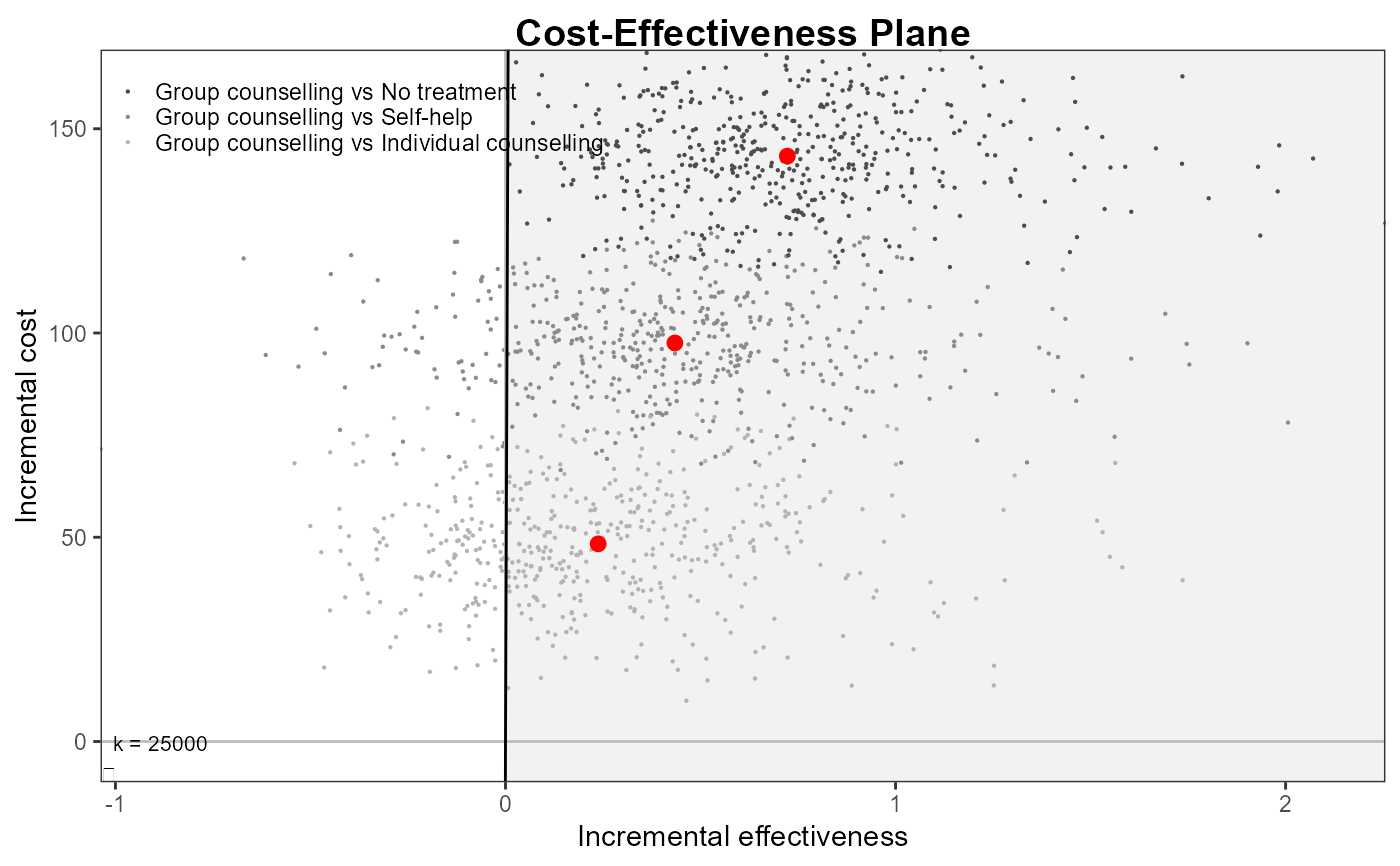 Cost-Effectiveness Plane
Group counselling vs No treatment
Group counselling vs Self-help
Group counselling vs Individual counselling
Incremental cost
150
100
50
0
k = 25000
-1
0
1
2
Incremental effectiveness